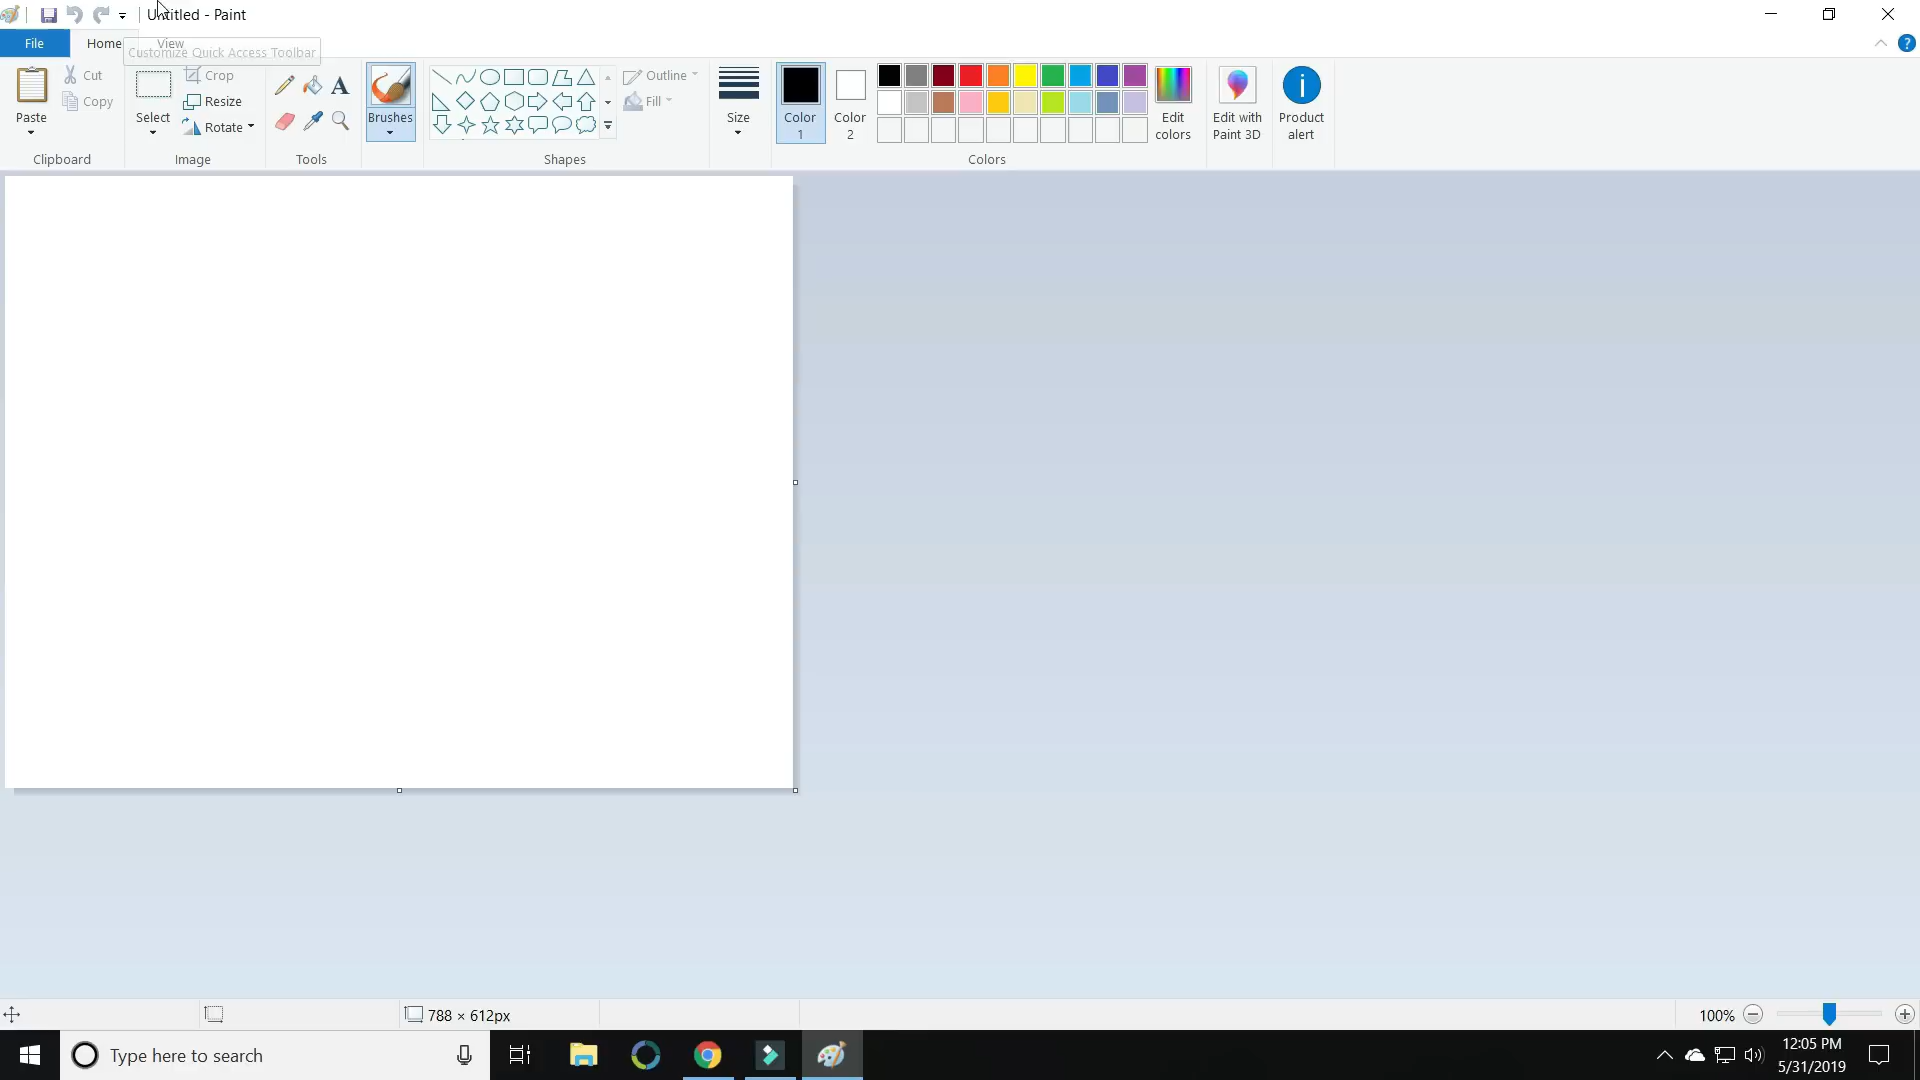 Untitled - Paint
File
Home
View
Customize Quick Access Toolbar
Paste
Cut
Copy
Clipboard
Select
Crop
Resize
Rotate
Image
Tools
Brushes
Shapes
Outline
Fill
Size
Color
1
Color
2
Colors
Edit
colors
Edit with
Paint 3D
Product
alert
788 × 612px
100%
Type here to search
12:05 PM
5/31/2019